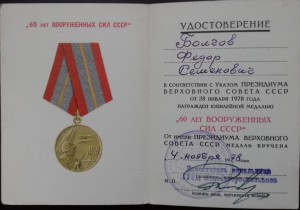 "60 ЛЕТ ВООРУЖЕННЫХ СИЛ СССР"
УДОСТОВЕРЕНИЕ
Болгов
Федор
Семенович
В СООТВЕТСТВИИ С УКАЗОМ ПРЕЗИДИУМА
ВЕРХОВНОГО СОВЕТА СССР
ОТ 28 ЯНВАРЯ 1978 ГОДА
НАГРАЖДЕН ЮБИЛЕЙНОЙ МЕДАЛЬЮ
"60 ЛЕТ ВООРУЖЕННЫХ
СИЛ СССР"
От имени ПРЕЗИДИУМА ВЕРХОВНОГО
СОВЕТА СССР МЕДАЛЬ ВРУЧЕНА
4 ноября 1978
М.П.